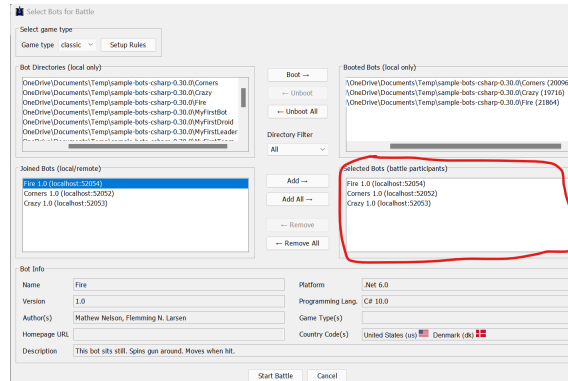 Select Bots for Battle
Select game type
Game type classic Setup Rules
Bot Directories (local only)
OneDrive\Documents\Temp\sample-bots-csharp-0.30.0\Corners
OneDrive\Documents\Temp\sample-bots-csharp-0.30.0\Crazy
OneDrive\Documents\Temp\sample-bots-csharp-0.30.0\Fire
OneDrive\Documents\Temp\sample-bots-csharp-0.30.0\MyFirstBot
OneDrive\Documents\Temp\sample-bots-csharp-0.30.0\MyFirstDroid
OneDrive\Documents\Temp\sample-bots-csharp-0.30.0\MyFirstLeader
Boot →
← Unboot
← Unboot All
Directory Filter
All
Booted Bots (local only)
\OneDrive\Documents\Temp\sample-bots-csharp-0.30.0\Corners (20096
\OneDrive\Documents\Temp\sample-bots-csharp-0.30.0\Crazy (19716)
\OneDrive\Documents\Temp\sample-bots-csharp-0.30.0\Fire (21864)
Joined Bots (local/remote)
Fire 1.0 (localhost:52054)
Corners 1.0 (localhost:52052)
Crazy 1.0 (localhost:52053)
Add →
Add All →
← Remove
← Remove All
Selected Bots (battle participants)
Fire 1.0 (localhost:52054)
Corners 1.0 (localhost:52052)
Crazy 1.0 (localhost:52053)
Bot Info
Name Fire
Platform .Net 6.0
Version 1.0
Programming Lang. C# 10.0
Author(s) Mathew Nelson, Flemming N. Larsen
Game Type(s)
Homepage URL
Country Code(s) United States (us) Denmark (dk)
Description This bot sits still. Spins gun around. Moves when hit.
Start Battle Cancel